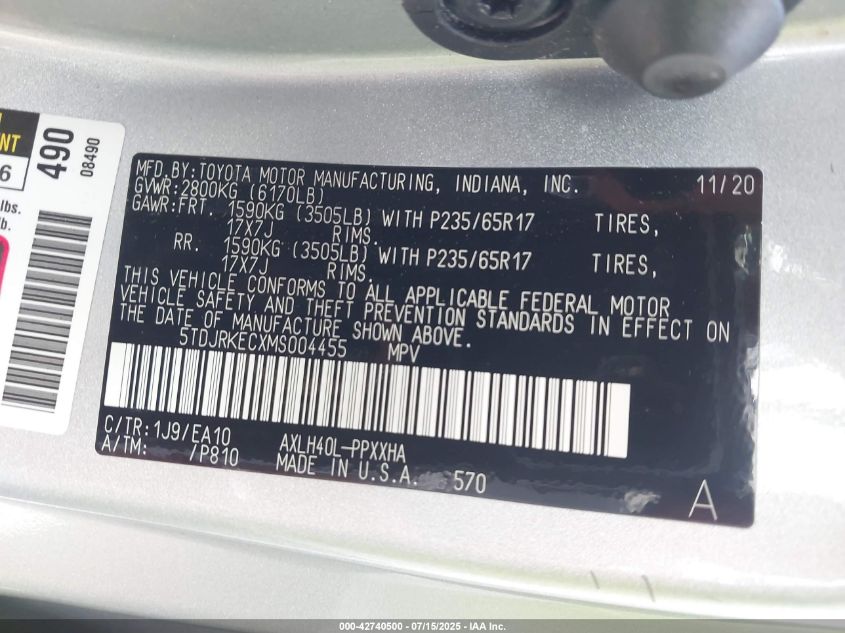 NT
6
490
08490
lbs.
b.
MFD.BY:TOYOTA MOTOR MANUFACTURING, INDIANA, INC. 11/20
GVWR:2800KG (6170LB)
GAWR:FRT. 1590KG (3505LB) WITH P235/65R17 TIRES,
17X7J RIMS.
RR. 1590KG (3505LB) WITH P235/65R17 TIRES,
17X7J RIMS.
THIS VEHICLE CONFORMS TO ALL APPLICABLE FEDERAL MOTOR
VEHICLE SAFETY AND THEFT PREVENTION STANDARDS IN EFFECT ON
THE DATE OF MANUFACTURE SHOWN ABOVE.
5TDJRKECXMS004455 MPV
C/TR:1J9/EA10 AXLH40L-PPXXHA
A/TM: /P810 MADE IN U.S.A. 570
A
000-42740500 - 07/15/2025 - IAA Inc.